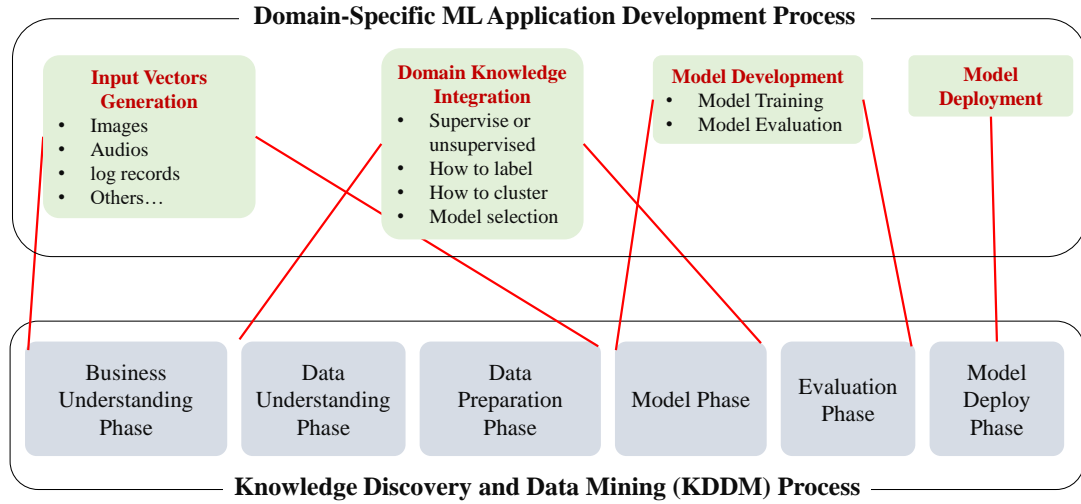 Domain-Specific ML Application Development Process
Input Vectors
Generation
• Images
• Audios
• log records
• Others…
Domain Knowledge
Integration
• Supervise or
unsupervised
• How to label
• How to cluster
• Model selection
Model Development
• Model Training
• Model Evaluation
Model
Deployment
Business
Understanding
Phase
Data
Understanding
Phase
Data
Preparation
Phase
Model Phase
Evaluation
Phase
Model
Deploy
Phase
Knowledge Discovery and Data Mining (KDDM) Process